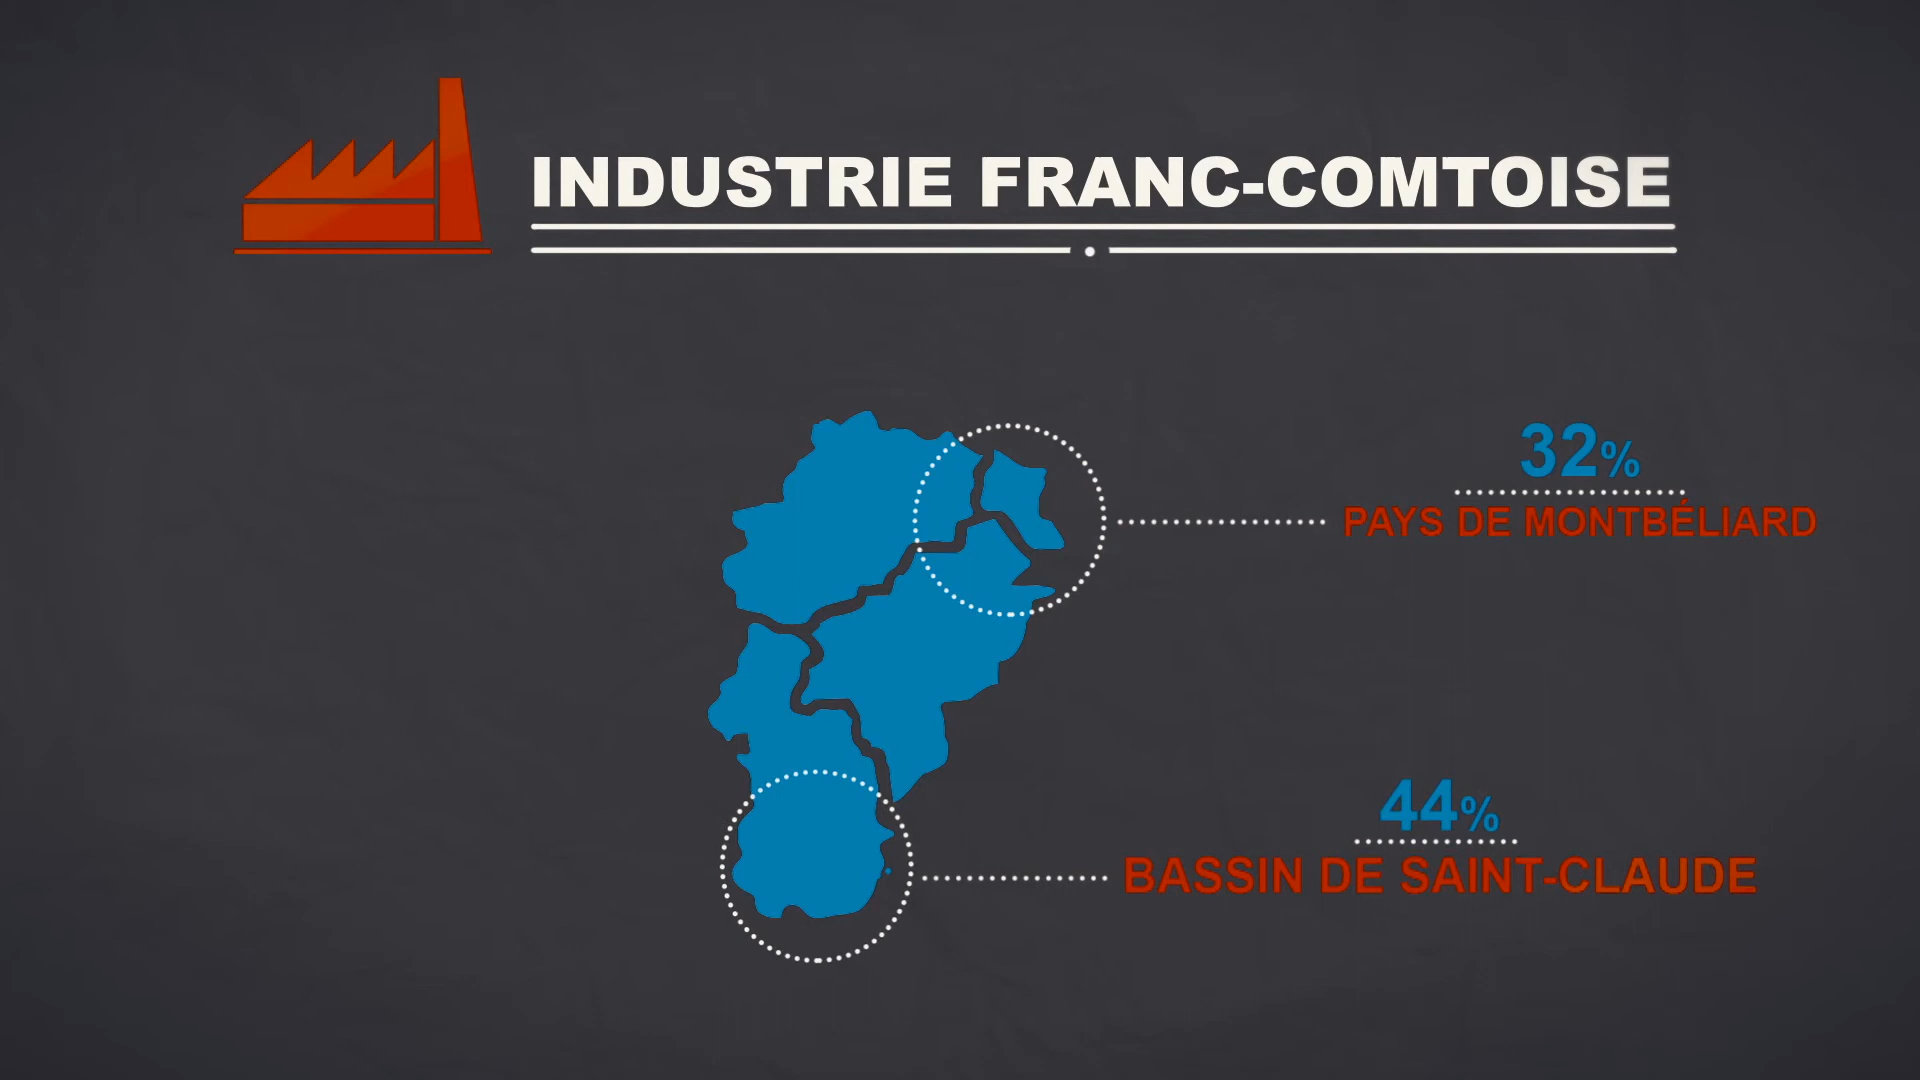 INDUSTRIE FRANC-COMTOISE
32%
PAYS DE MONTBÉLIARD
44%
BASSIN DE SAINT-CLAUDE